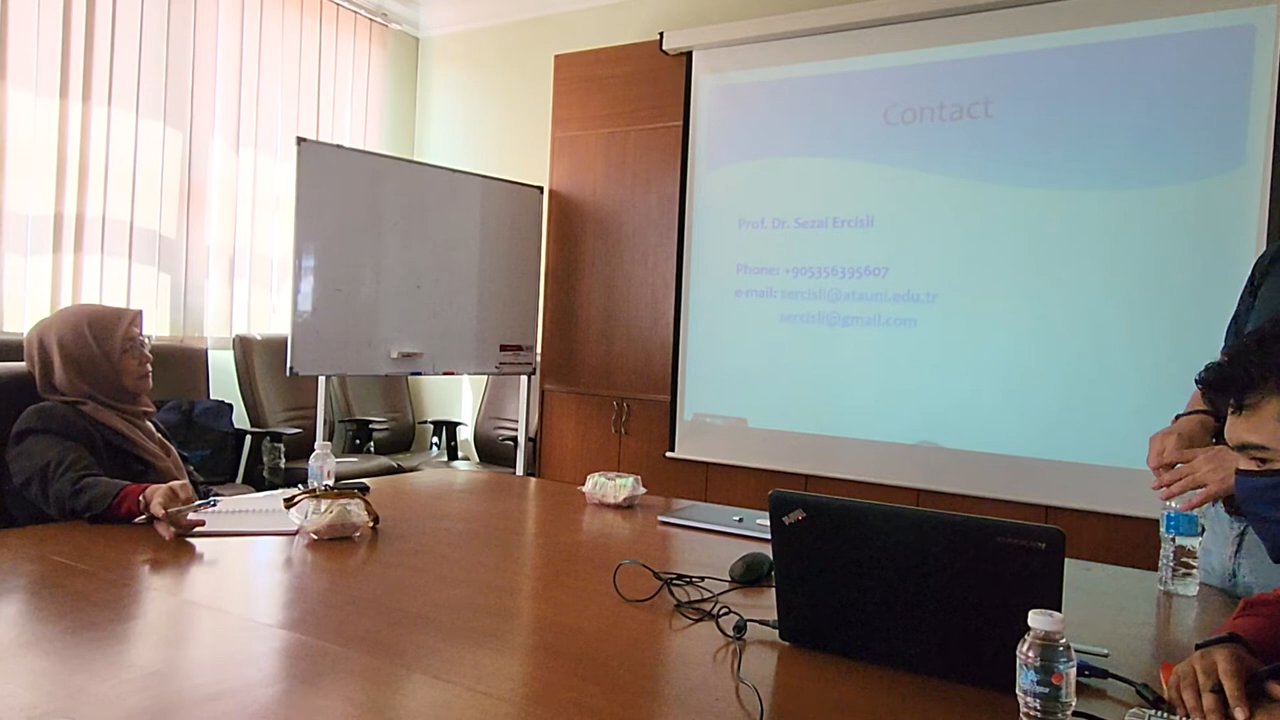 Contact
Prof. Dr. Sezai Ercisli
Phone: +905356395607
e-mail: sercisli@atauni.edu.tr
sercisli@gmail.com